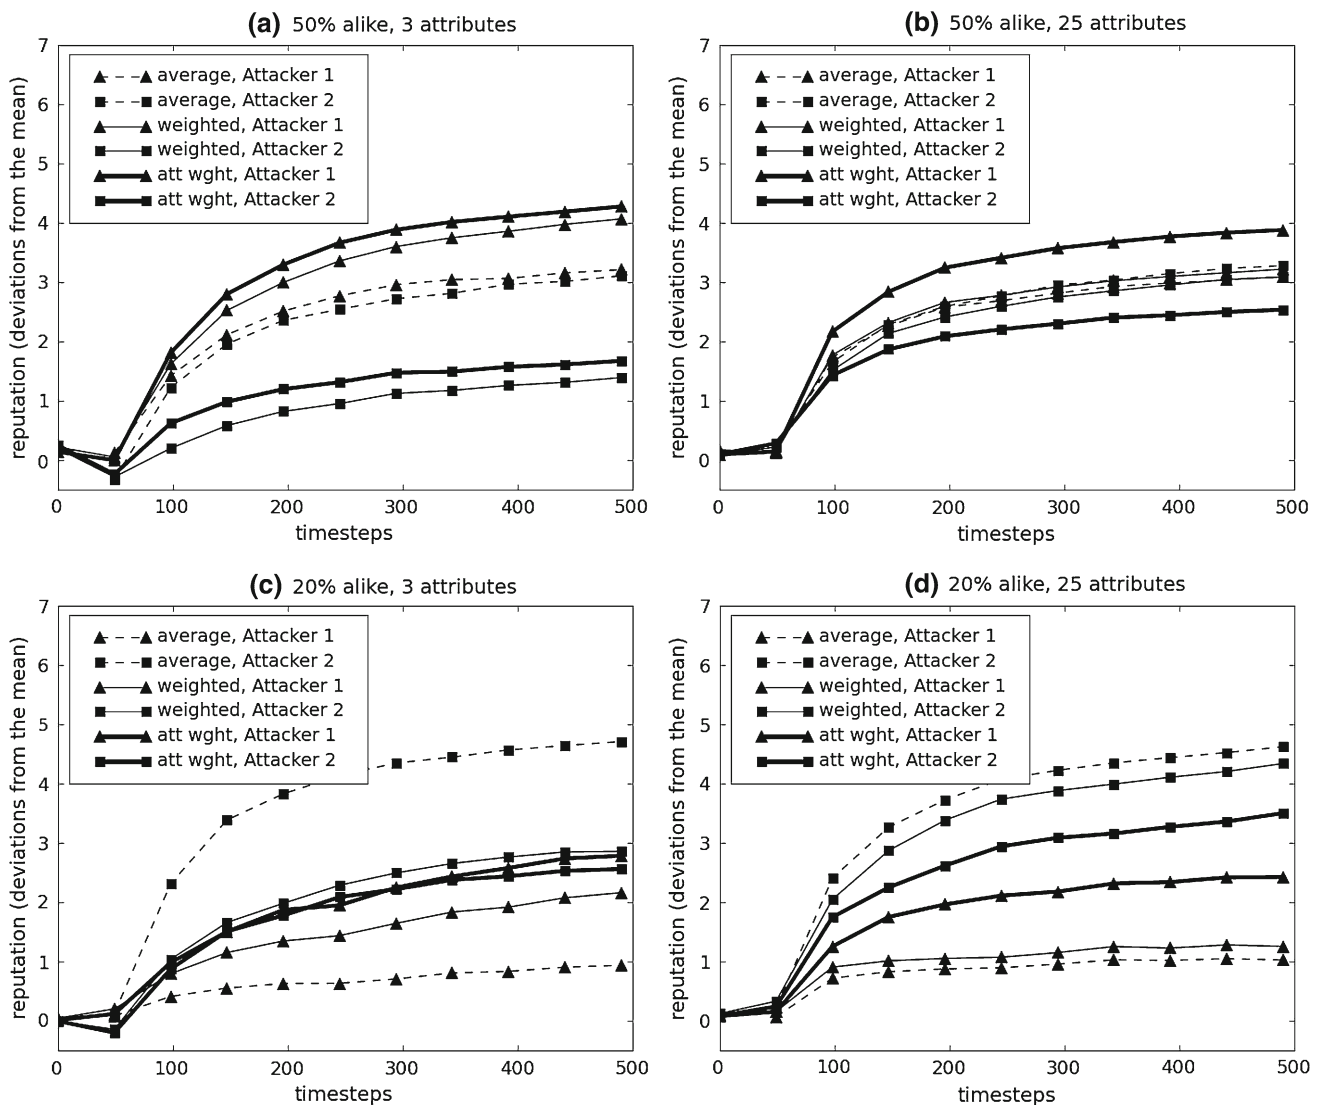 (a) 50% alike, 3 attributes
reputation (deviations from the mean)
7
6
5
4
3
2
1
0
average, Attacker 1
average, Attacker 2
weighted, Attacker 1
weighted, Attacker 2
att wght, Attacker 1
att wght, Attacker 2
0 100 200 300 400 500
timesteps
(b) 50% alike, 25 attributes
reputation (deviations from the mean)
7
6
5
4
3
2
1
0
average, Attacker 1
average, Attacker 2
weighted, Attacker 1
weighted, Attacker 2
att wght, Attacker 1
att wght, Attacker 2
0 100 200 300 400 500
timesteps
(c) 20% alike, 3 attributes
reputation (deviations from the mean)
7
6
5
4
3
2
1
0
average, Attacker 1
average, Attacker 2
weighted, Attacker 1
weighted, Attacker 2
att wght, Attacker 1
att wght, Attacker 2
0 100 200 300 400 500
timesteps
(d) 20% alike, 25 attributes
reputation (deviations from the mean)
7
6
5
4
3
2
1
0
average, Attacker 1
average, Attacker 2
weighted, Attacker 1
weighted, Attacker 2
att wght, Attacker 1
att wght, Attacker 2
0 100 200 300 400 500
timesteps